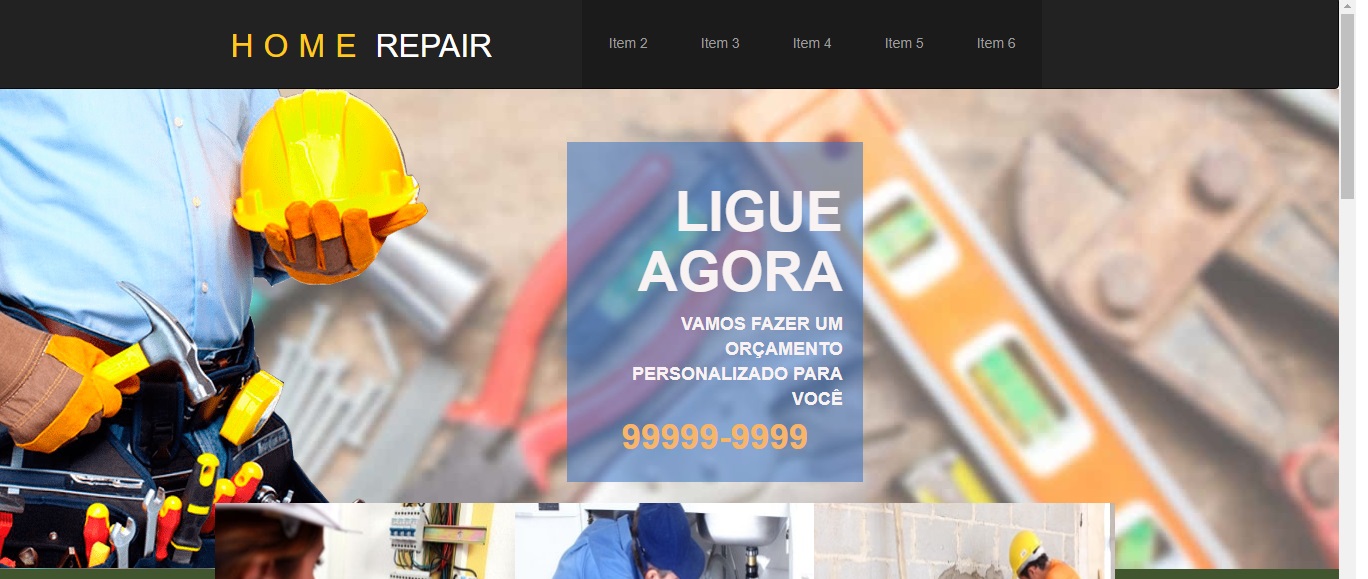 HOME REPAIR
Item 2
Item 3
Item 4
Item 5
Item 6
LIGUE
AGORA
VAMOS FAZER UM
ORÇAMENTO
PERSONALIZADO PARA
VOCÊ
99999-9999